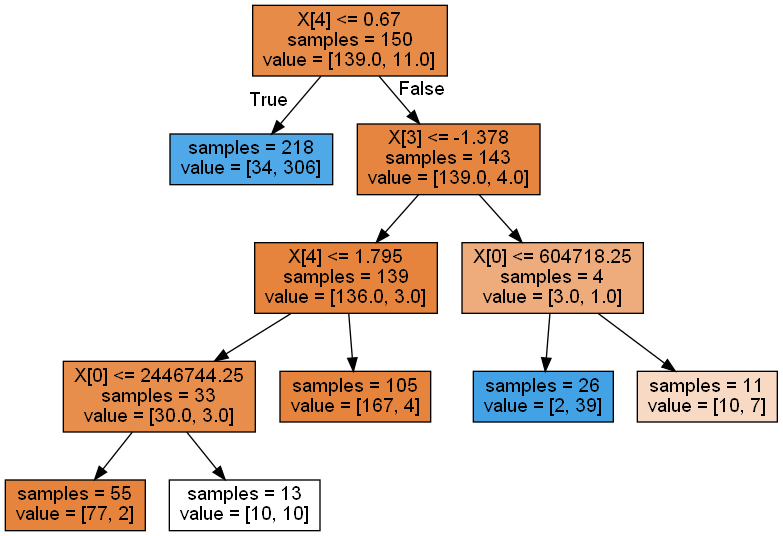 X[4] <= 0.67
samples = 150
value = [139.0, 11.0]
True
False
samples = 218
value = [34, 306]
X[3] <= -1.378
samples = 143
value = [139.0, 4.0]
X[4] <= 1.795
samples = 139
value = [136.0, 3.0]
X[0] <= 604718.25
samples = 4
value = [3.0, 1.0]
X[0] <= 2446744.25
samples = 33
value = [30.0, 3.0]
samples = 105
value = [167, 4]
samples = 26
value = [2, 39]
samples = 11
value = [10, 7]
samples = 55
value = [77, 2]
samples = 13
value = [10, 10]